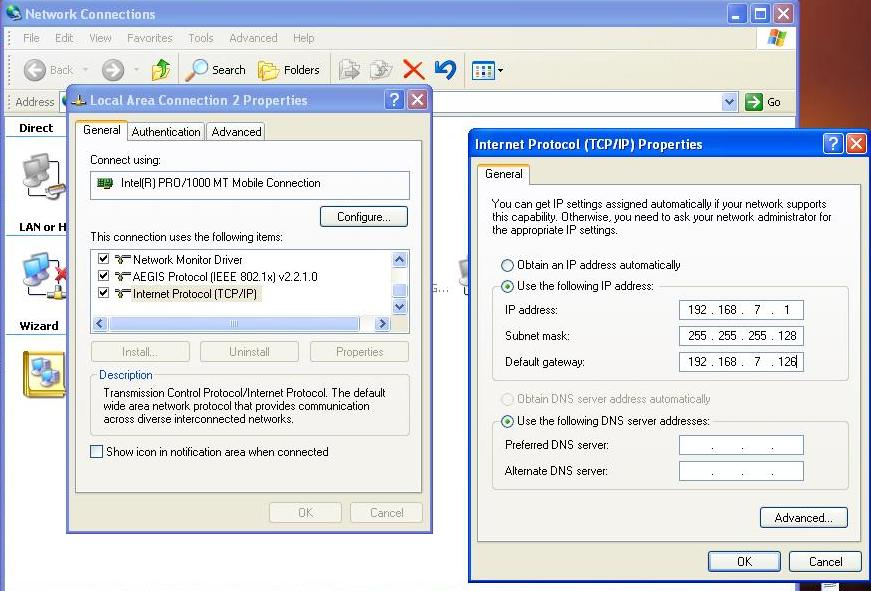 Network Connections
File Edit View Favorites Tools Advanced Help
Back Search Folders
Address Go
Direct
LAN or H
Wizard
Local Area Connection 2 Properties
General Authentication Advanced
Connect using:
Intel(R) PRO/1000 MT Mobile Connection
Configure...
This connection uses the following items:
Network Monitor Driver
AEGIS Protocol (IEEE 802.1x) v2.2.1.0
Internet Protocol (TCP/IP)
Install... Uninstall Properties
Description
Transmission Control Protocol/Internet Protocol. The default
wide area network protocol that provides communication
across diverse interconnected networks.
Show icon in notification area when connected
OK Cancel
Internet Protocol (TCP/IP) Properties
General
You can get IP settings assigned automatically if your network supports
this capability. Otherwise, you need to ask your network administrator for
the appropriate IP settings.
Obtain an IP address automatically
Use the following IP address:
IP address: 192 . 168 . 7 . 1
Subnet mask: 255 . 255 . 255 . 128
Default gateway: 192 . 168 . 7 . 126
Obtain DNS server address automatically
Use the following DNS server addresses:
Preferred DNS server: . . .
Alternate DNS server: . . .
Advanced...
OK Cancel